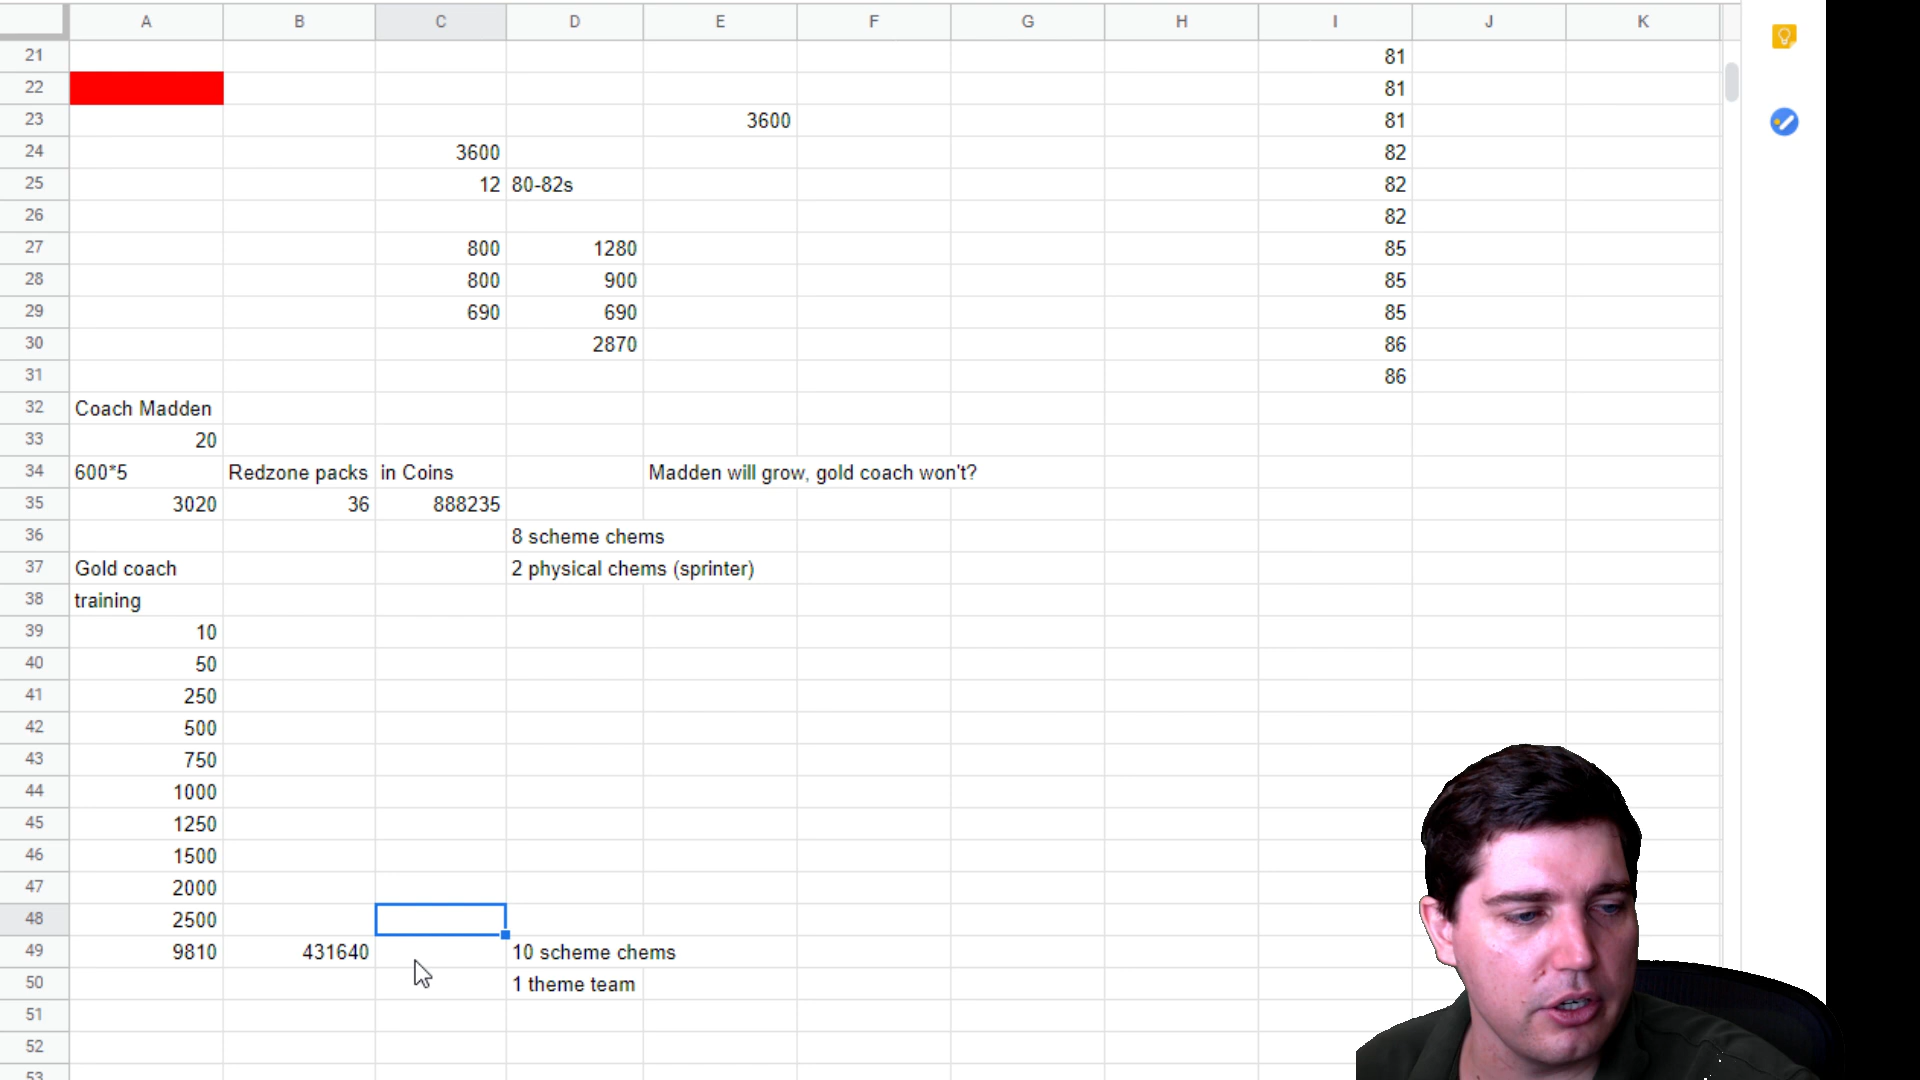 A B C D E F G H I J K
21 81
22 81
23 3600 81
24 3600 82
25 12 80-82s 82
26 82
27 800 1280 85
28 800 900 85
29 690 690 85
30 2870 86
31 86
32 Coach Madden
33 20
34 600*5 Redzone packs in Coins Madden will grow, gold coach won't?
35 3020 36 888235
36 8 scheme chems
37 Gold coach 2 physical chems (sprinter)
38 training
39 10
40 50
41 250
42 500
43 750
44 1000
45 1250
46 1500
47 2000
48 2500
49 9810 431640 10 scheme chems
50 1 theme team
51
52
53